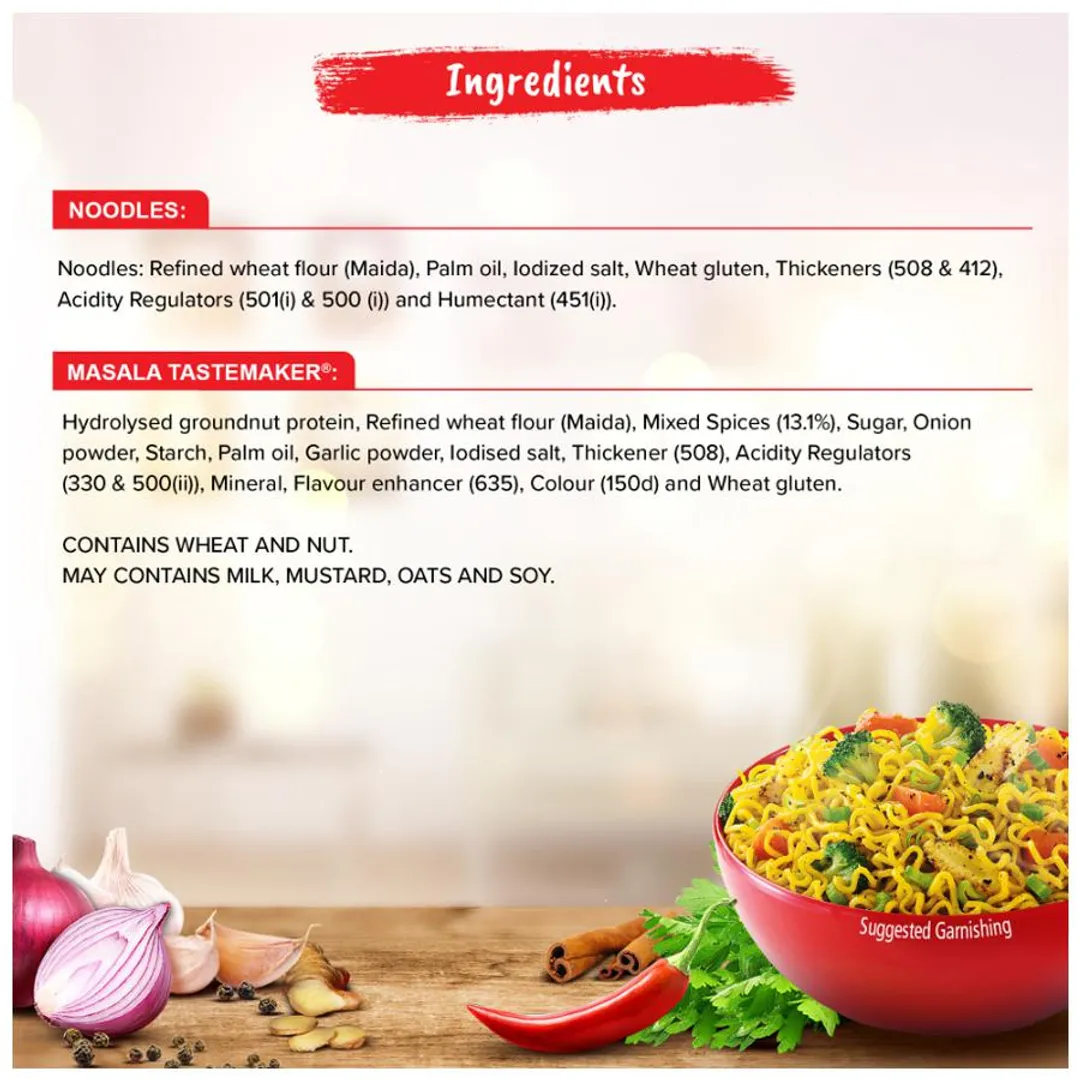 Ingredients
NOODLES:
Noodles: Refined wheat flour (Maida), Palm oil, Iodized salt, Wheat gluten, Thickeners (508 & 412),
Acidity Regulators (501(i) & 500 (i)) and Humectant (451(i)).
MASALA TASTEMAKER®:
Hydrolysed groundnut protein, Refined wheat flour (Maida), Mixed Spices (13.1%), Sugar, Onion
powder, Starch, Palm oil, Garlic powder, Iodised salt, Thickener (508), Acidity Regulators
(330 & 500(ii)), Mineral, Flavour enhancer (635), Colour (150d) and Wheat gluten.
CONTAINS WHEAT AND NUT.
MAY CONTAINS MILK, MUSTARD, OATS AND SOY.
Suggested Garnishing